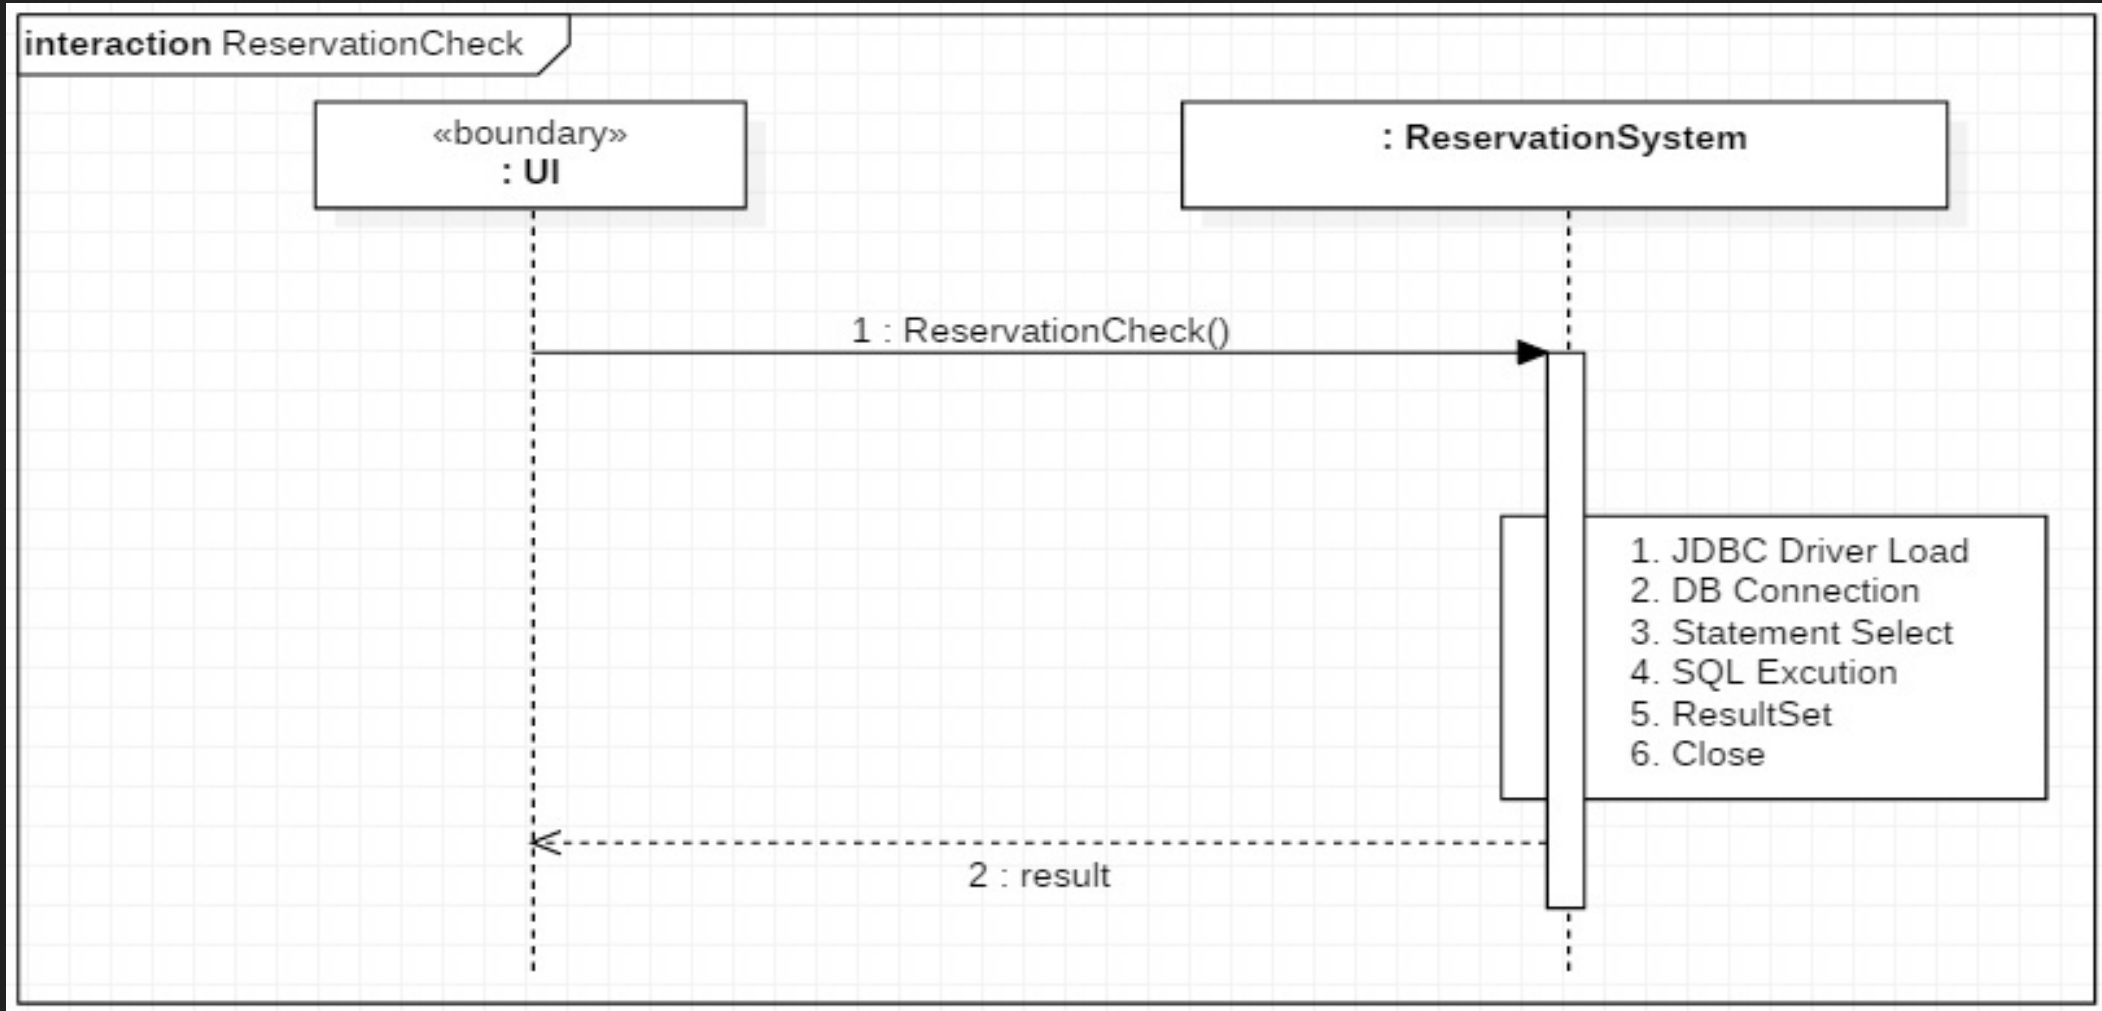 interaction ReservationCheck
«boundary»
: UI
: ReservationSystem
1 : ReservationCheck()
1. JDBC Driver Load
2. DB Connection
3. Statement Select
4. SQL Excution
5. ResultSet
6. Close
2 : result